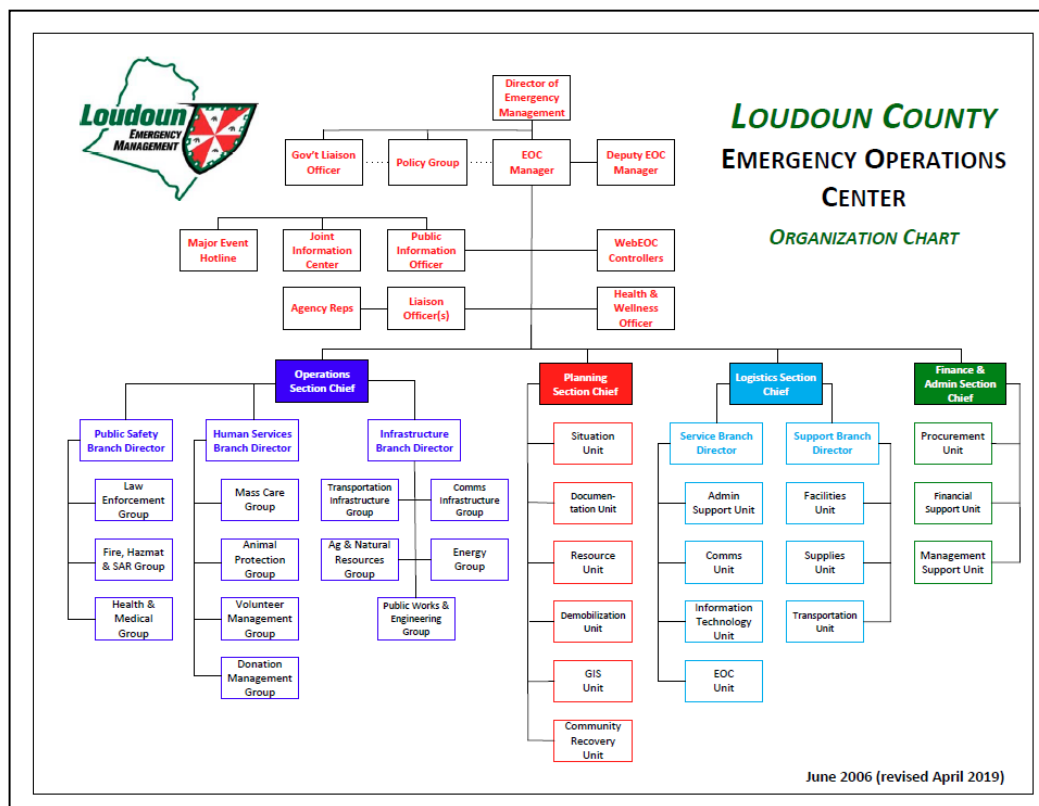 Loudoun
EMERGENCY
MANAGEMENT
LOUDOUN COUNTY
EMERGENCY OPERATIONS
CENTER
ORGANIZATION CHART
Director of
Emergency
Management
Gov't Liaison
Officer
Policy Group
EOC
Manager
Deputy EOC
Manager
Major Event
Hotline
Joint
Information
Center
Public
Information
Officer
WebEOC
Controllers
Agency Reps
Liaison
Officer(s)
Health &
Wellness
Officer
Operations
Section Chief
Planning
Section Chief
Logistics Section
Chief
Finance &
Admin Section
Chief
Public Safety
Branch Director
Human Services
Branch Director
Infrastructure
Branch Director
Situation
Unit
Service Branch
Director
Support Branch
Director
Procurement
Unit
Law
Enforcement
Group
Mass Care
Group
Transportation
Infrastructure
Group
Comms
Infrastructure
Group
Documen-
tation Unit
Admin
Support Unit
Facilities
Unit
Financial
Support Unit
Fire, Hazmat
& SAR Group
Animal
Protection
Group
Ag & Natural
Resources
Group
Energy
Group
Resource
Unit
Comms
Unit
Supplies
Unit
Management
Support Unit
Health &
Medical
Group
Volunteer
Management
Group
Public Works &
Engineering
Group
Demobilization
Unit
Information
Technology
Unit
Transportation
Unit
Donation
Management
Group
GIS
Unit
EOC
Unit
Community
Recovery
Unit
June 2006 (revised April 2019)